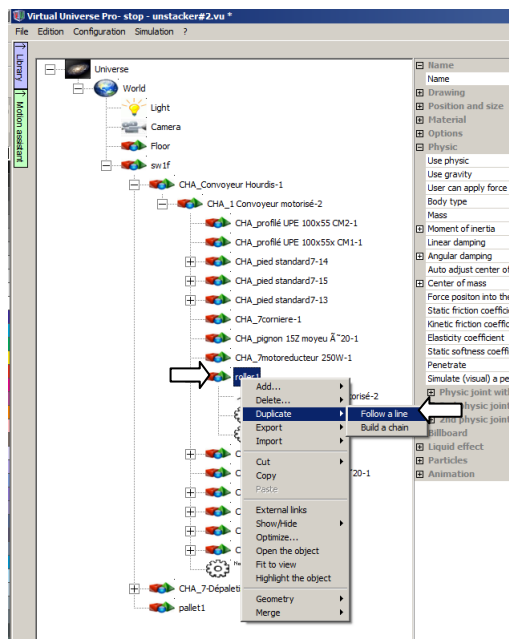 Virtual Universe Pro- stop - unstacker#2.vu *
File Edition Configuration Simulation ?
Library
Motion assistant
Universe
World
Light
Camera
Floor
sw1f
CHA_Convoyeur Hourdis-1
CHA_1 Convoyeur motorisé-2
CHA_profilé UPE 100x55 CM2-1
CHA_profilé UPE 100x55x CM1-1
CHA_pied standard7-14
CHA_pied standard7-15
CHA_pied standard7-13
CHA_7corniere-1
CHA_pignon 15Z moyeu Ã˜20-1
CHA_7motoreducteur 250W-1
roller1
orisé-2
C
C
20-1
C
C
C
C
Ne
CHA_7-Dépaleti
pallet1
Add...
Delete...
Duplicate
Export
Import
Cut
Copy
Paste
External links
Show/Hide
Optimize...
Open the object
Fit to view
Highlight the object
Geometry
Merge
Follow a line
Build a chain
Name
Name
Drawing
Position and size
Material
Options
Physic
Use physic
Use gravity
User can apply force
Body type
Mass
Moment of inertia
Linear damping
Angular damping
Auto adjust center of
Center of mass
Force positon into the
Static friction coefficie
Kinetic friction coeffic
Elasticity coefficient
Static softness coeffi
Penetrate
Simulate (visual) a pe
Physic joint wit
physic joint
2nd physic joint
Billboard
Liquid effect
Particles
Animation